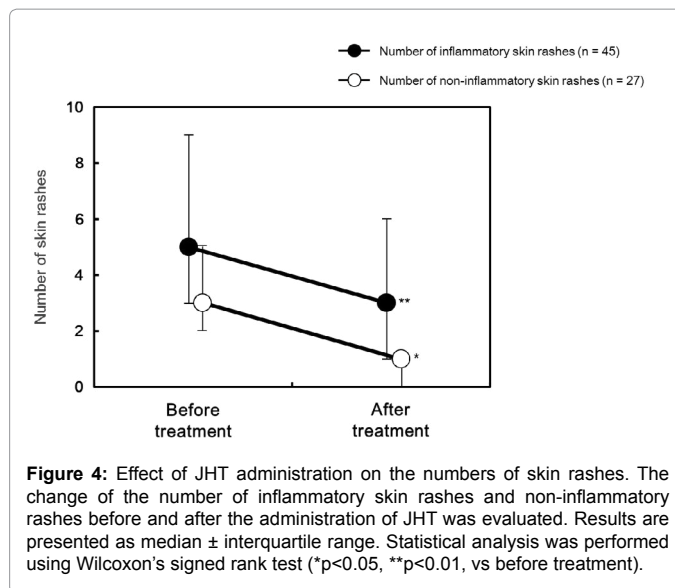 Number of inflammatory skin rashes (n = 45)
Number of non-inflammatory skin rashes (n = 27)
10
8
6
4
2
0
Number of skin rashes
**
*
Before
treatment
After
treatment
Figure 4: Effect of JHT administration on the numbers of skin rashes. The
change of the number of inflammatory skin rashes and non-inflammatory
rashes before and after the administration of JHT was evaluated. Results are
presented as median ± interquartile range. Statistical analysis was performed
using Wilcoxon's signed rank test (*p<0.05, **p<0.01, vs before treatment).